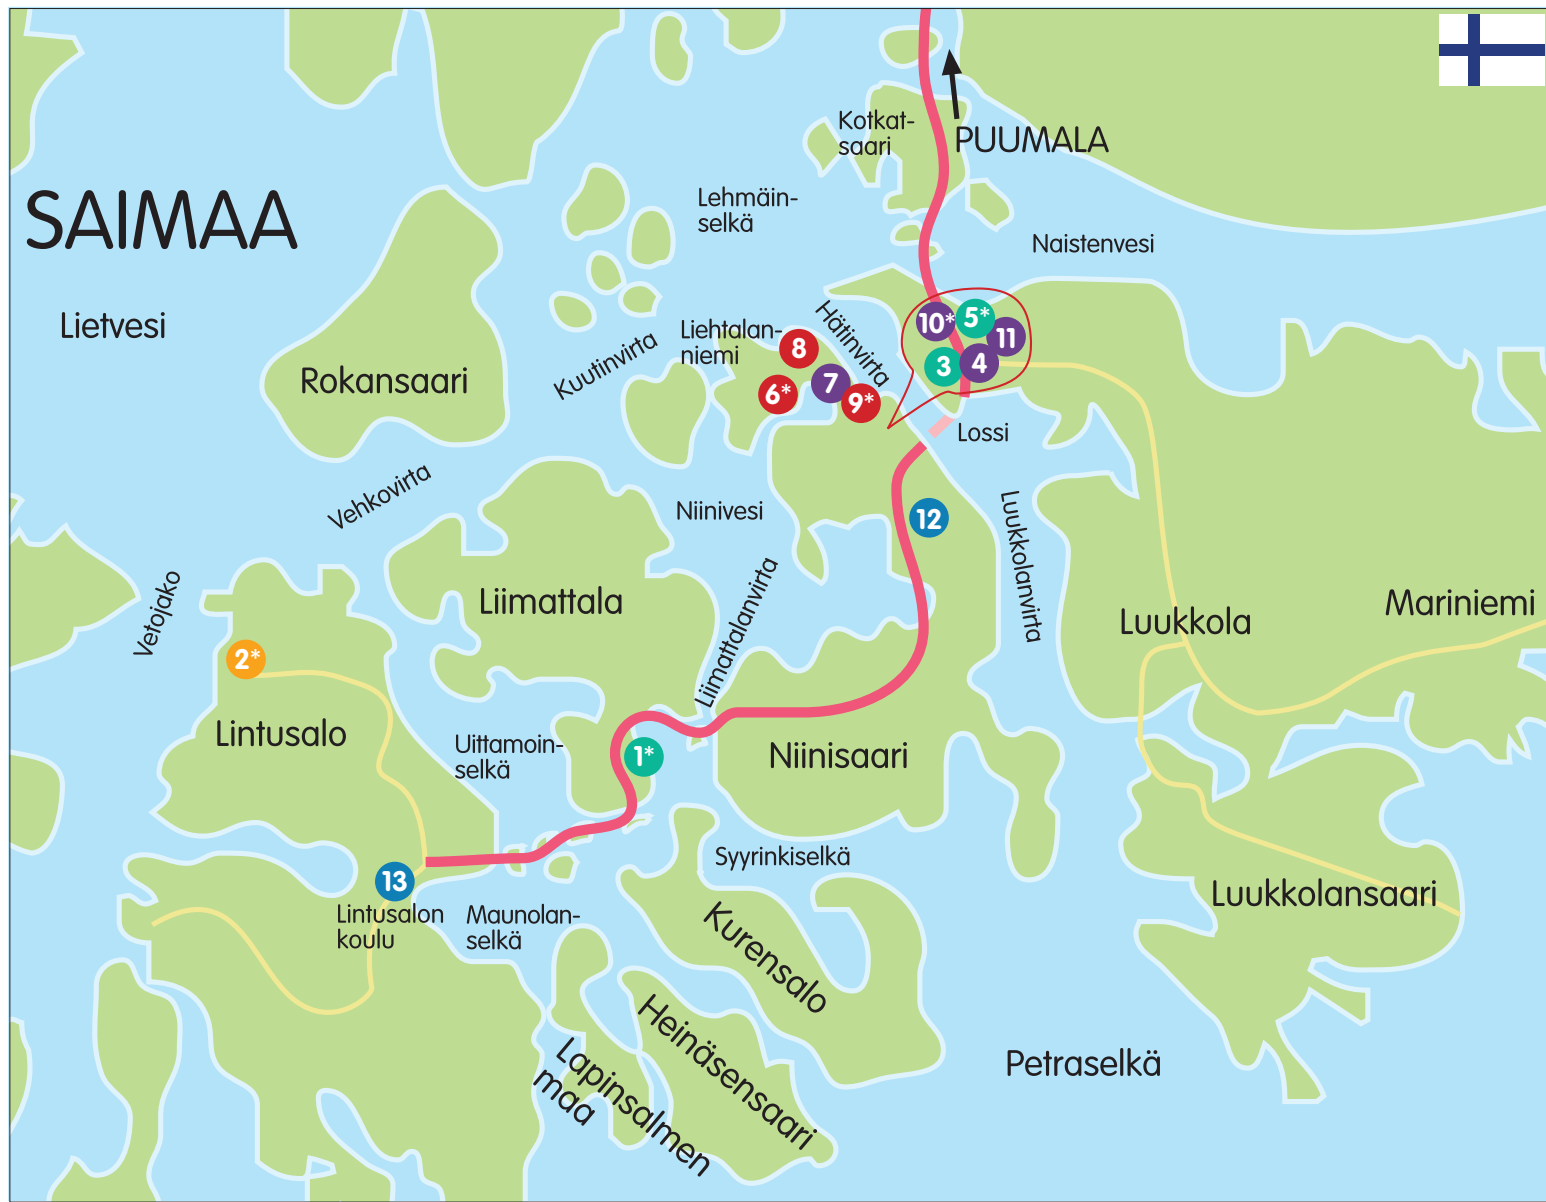 Kotkat-
saari
PUUMALA
SAIMAA
Lehmäin-
selkä
Naistenvesi
Lietvesi
Hätinvirta
10*
5*
11
3
4
Liehtalan-
niemi
8
7
6*
9*
Kuutinvirta
Rokansaari
Lossi
Vehkovirta
Niinivesi
12
Luukkolanvirta
Vetojako
Liimattala
Liimattalanvirta
Luukkola
Mariniemi
2*
Lintusalo
Uittamoin-
selkä
1*
Niinisaari
Syyrinkiselkä
13
Lintusalon
koulu
Maunolan-
selkä
Kurensalo
Luukkolansaari
Heinäsensaari
Lapinsalmen
maa
Petraselkä